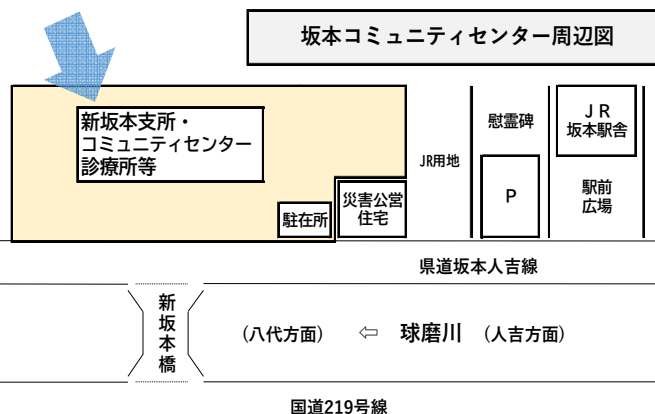 坂本コミュニティセンター周辺図
新坂本支所・
コミュニティセンター
診療所等
駐在所
災害公営
住宅
JR用地
慰霊碑
P
ＪＲ
坂本駅舎
駅前
広場
県道坂本人吉線
新坂本橋
(八代方面) ⇦ 球磨川 (人吉方面)
国道219号線